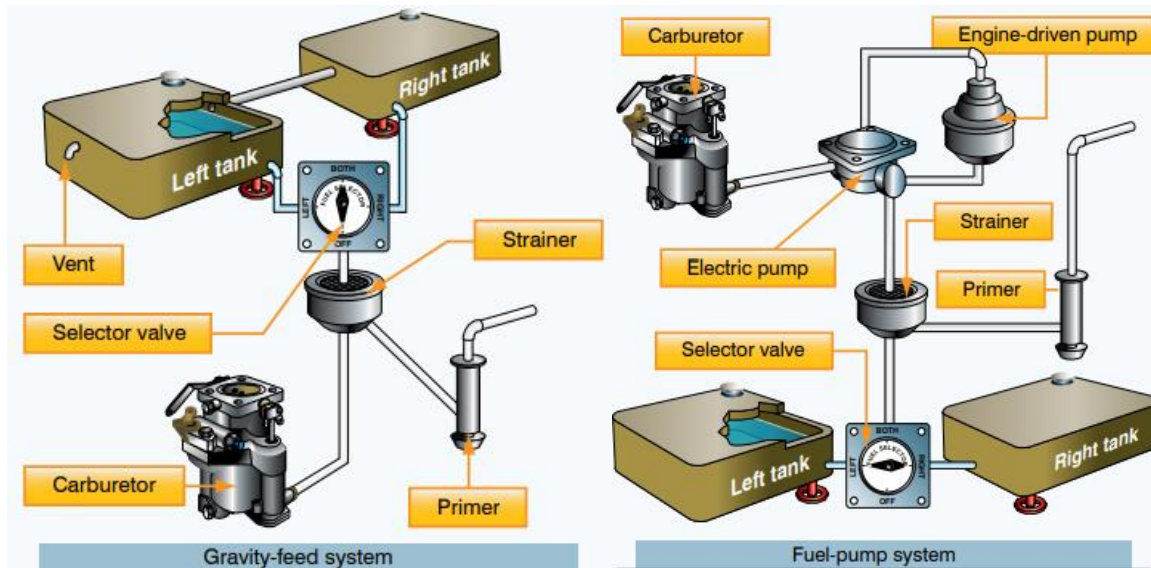 Right tank
Left tank
BOTH
LEFT
FUEL SELECTOR
RIGHT
OFF
Vent
Strainer
Selector valve
Carburetor
Primer
Gravity-feed system
Carburetor
Engine-driven pump
Strainer
Electric pump
Primer
Selector valve
BOTH
LEFT
FUEL SELECTOR
RIGHT
OFF
Left tank
Right tank
Fuel-pump system